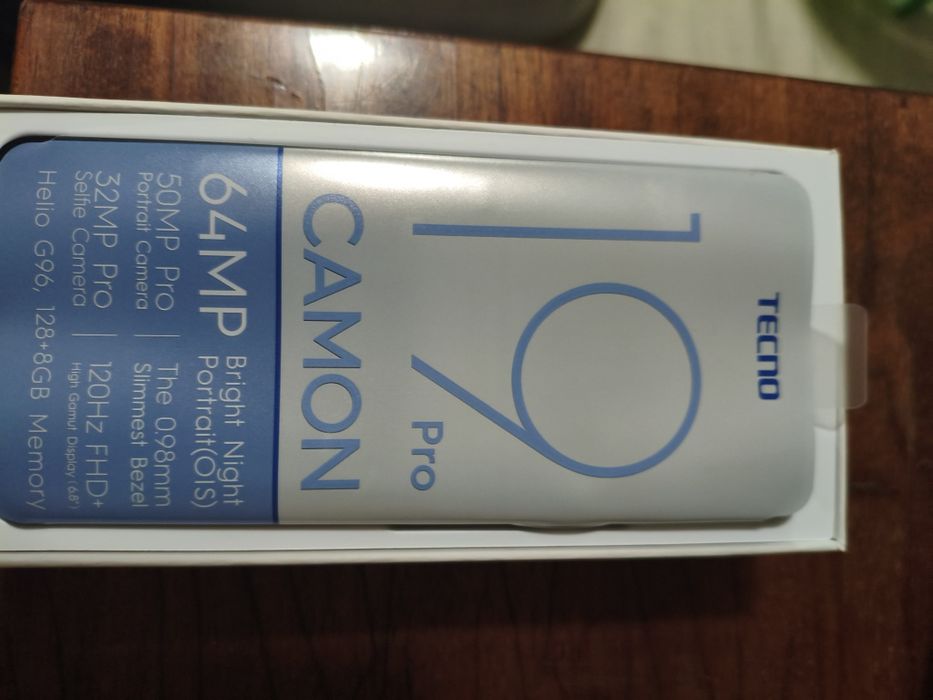 TECNO
19
Pro
CAMON
64MP Bright Night
Portrait(OIS)
50MP Pro | The 0.98mm
Portrait Camera Slimmest Bezel
32MP Pro | 120Hz FHD+
Selfie Camera High Gamut Display (6.8")
Helio G96, 128+8GB Memory